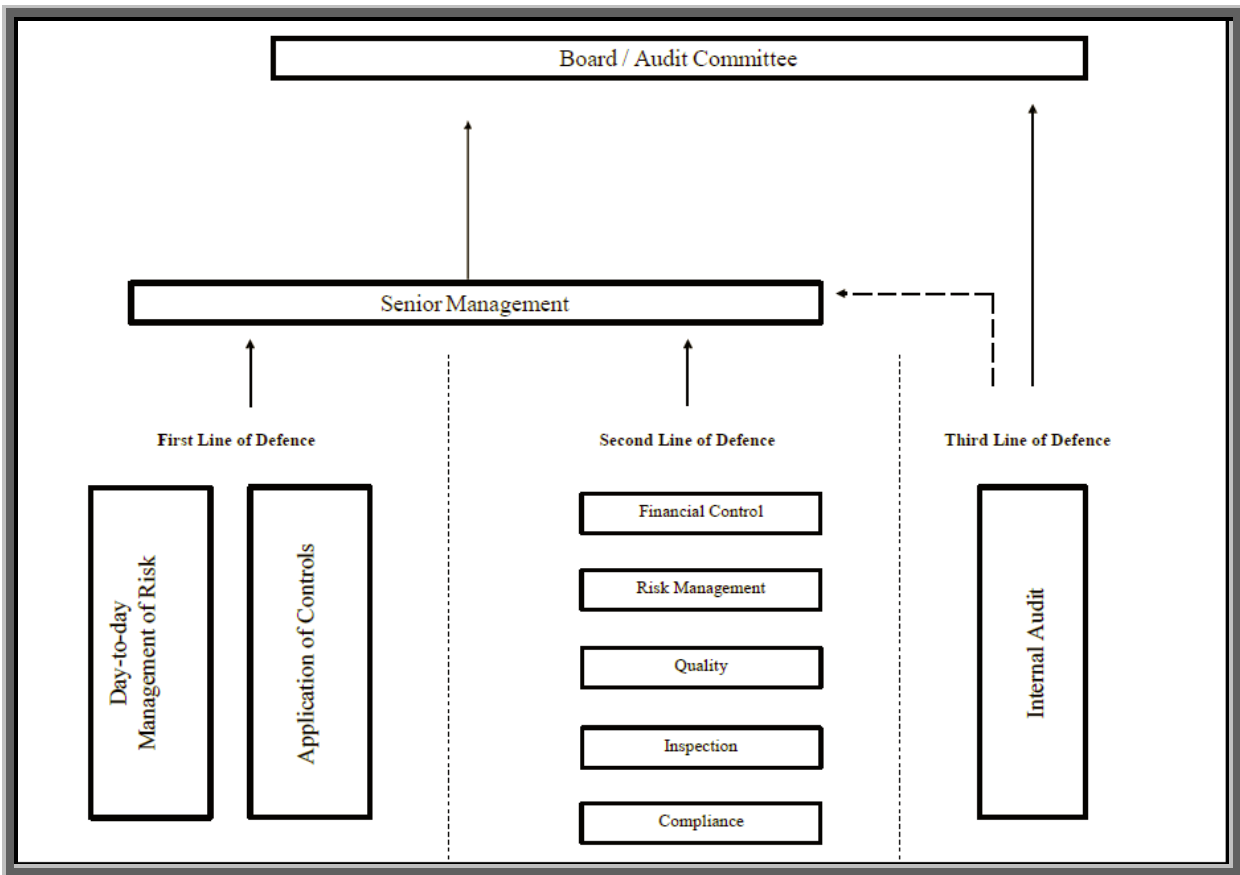 Board / Audit Committee
Senior Management
First Line of Defence
Second Line of Defence
Third Line of Defence
Day-to-day
Management of Risk
Application of Controls
Financial Control
Risk Management
Quality
Inspection
Compliance
Internal Audit